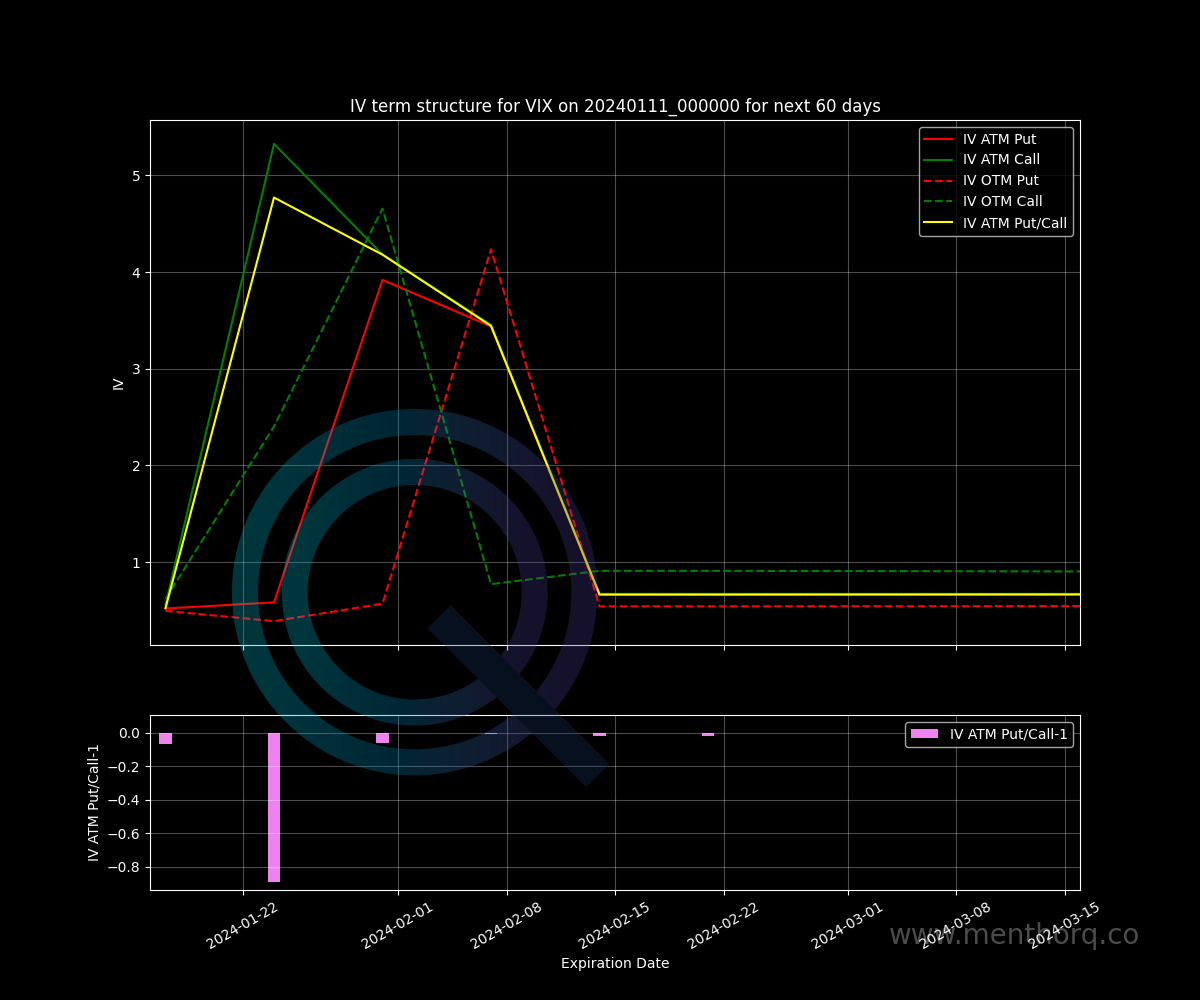 IV term structure for VIX on 20240111_000000 for next 60 days
IV ATM Put
IV ATM Call
IV OTM Put
IV OTM Call
IV ATM Put/Call
5
4
3
2
1
IV
IV ATM Put/Call-1
0.0
−0.2
−0.4
−0.6
−0.8
IV ATM Put/Call-1
2024-01-22
2024-02-01
2024-02-08
2024-02-15
2024-02-22
2024-03-01
2024-03-08
2024-03-15
www.menthorq.co
Expiration Date